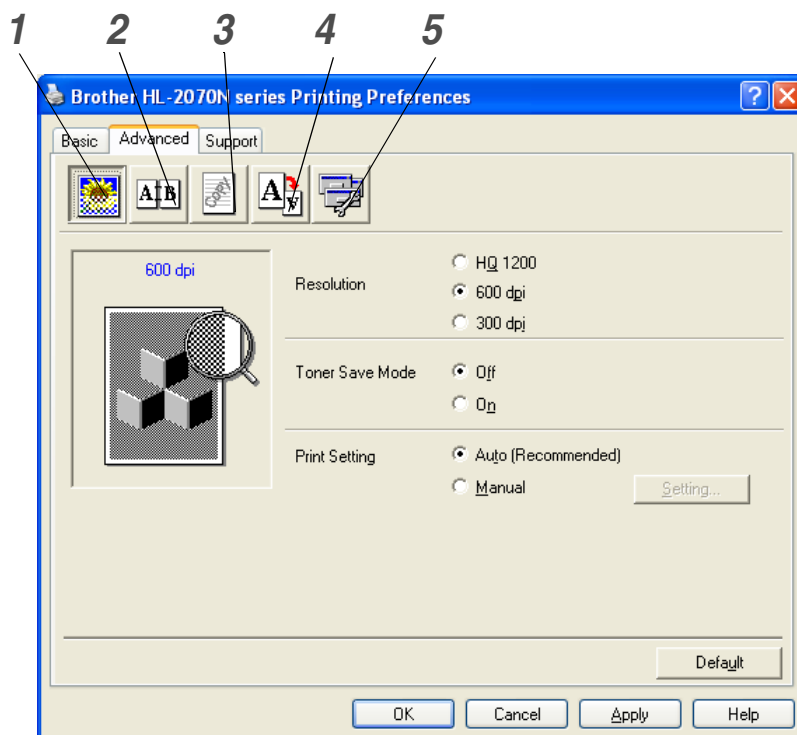 1 2 3 4 5
Brother HL-2070N series Printing Preferences
Basic Advanced Support
A B COPY A A
600 dpi
Resolution
HQ 1200
600 dpi
300 dpi
Toner Save Mode
Off
On
Print Setting
Auto (Recommended)
Manual
Setting...
Default
OK Cancel Apply Help